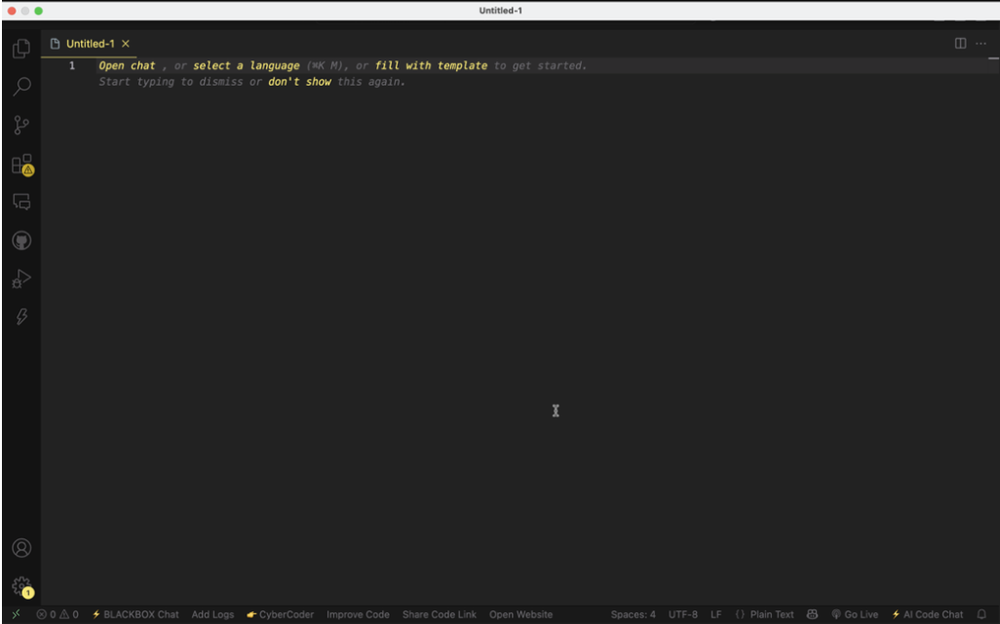 Untitled-1
Untitled-1
1 Open chat , or select a language (⌘K M), or fill with template to get started.
Start typing to dismiss or don't show this again.
1
0 0 BLACKBOX Chat Add Logs CyberCoder Improve Code Share Code Link Open Website Spaces: 4 UTF-8 LF {} Plain Text Go Live AI Code Chat